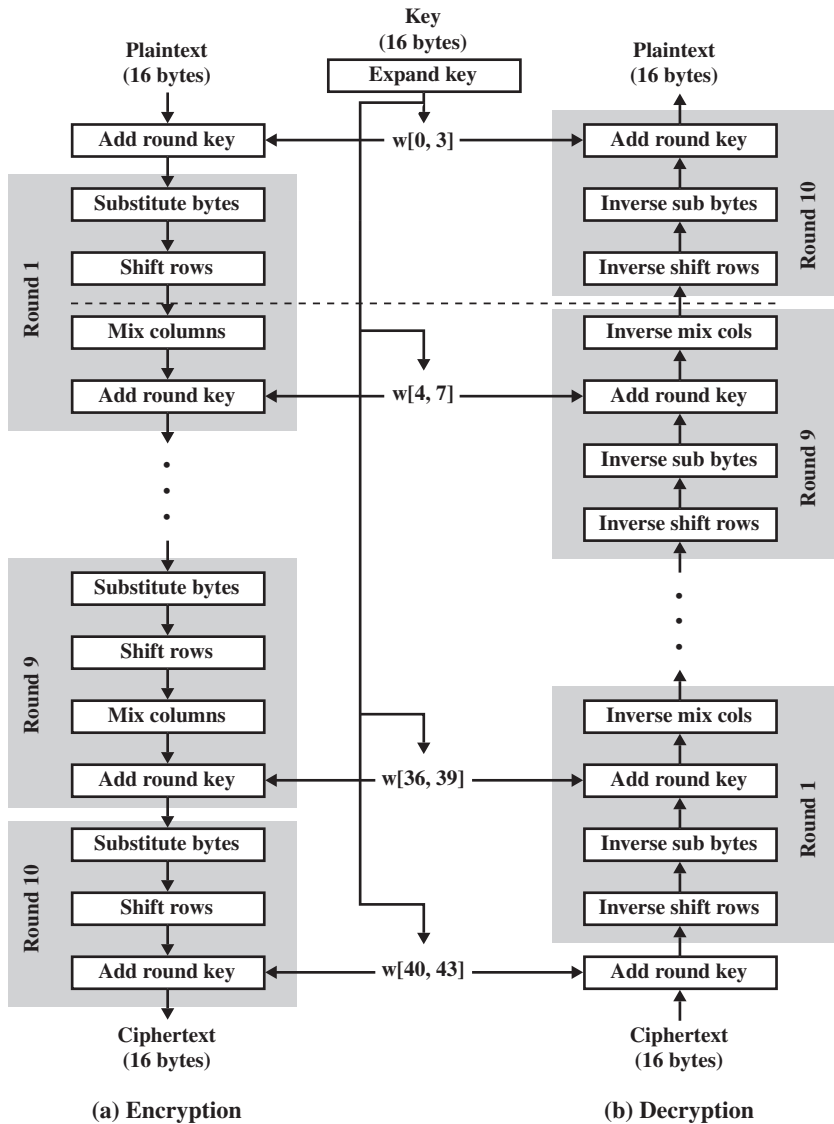 Key
(16 bytes)
Expand key
Plaintext
(16 bytes)
Add round key
Substitute bytes
Shift rows
Mix columns
Add round key
Round 1
Substitute bytes
Shift rows
Mix columns
Add round key
Round 9
Substitute bytes
Shift rows
Add round key
Round 10
Ciphertext
(16 bytes)
(a) Encryption
w[0, 3]
w[4, 7]
w[36, 39]
w[40, 43]
Plaintext
(16 bytes)
Add round key
Inverse sub bytes
Inverse shift rows
Round 10
Inverse mix cols
Add round key
Inverse sub bytes
Inverse shift rows
Round 9
Inverse mix cols
Add round key
Inverse sub bytes
Inverse shift rows
Round 1
Add round key
Ciphertext
(16 bytes)
(b) Decryption